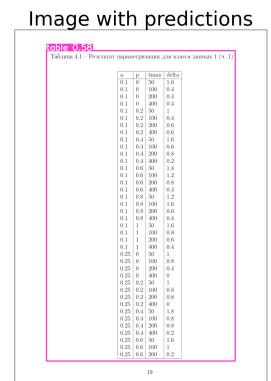 Image with predictions
table 0.58
Таблица 4.1 – Результат параметризации для класса данных 1 (ч. 1)
a p tmax delta
0.1 0 50 1.6
0.1 0 100 0.4
0.1 0 200 0.4
0.1 0 400 0.4
0.1 0.2 50 1
0.1 0.2 100 0.4
0.1 0.2 200 0.6
0.1 0.2 400 0.6
0.1 0.4 50 1.6
0.1 0.4 100 0.6
0.1 0.4 200 0.8
0.1 0.4 400 0.2
0.1 0.6 50 1.4
0.1 0.6 100 1.2
0.1 0.6 200 0.8
0.1 0.6 400 0.8
0.1 0.8 50 1.2
0.1 0.8 100 1.6
0.1 0.8 200 0.6
0.1 0.8 400 0.4
0.1 1 50 1.6
0.1 1 100 0.8
0.1 1 200 0.6
0.1 1 400 0.4
0.25 0 50 1
0.25 0 100 0.8
0.25 0 200 0.4
0.25 0 400 0
0.25 0.2 50 1
0.25 0.2 100 0.8
0.25 0.2 200 0.8
0.25 0.2 400 0
0.25 0.4 50 1.8
0.25 0.4 100 0.8
0.25 0.4 200 0.8
0.25 0.4 400 0.2
0.25 0.6 50 1.6
0.25 0.6 100 1
0.25 0.6 200 0.2
19